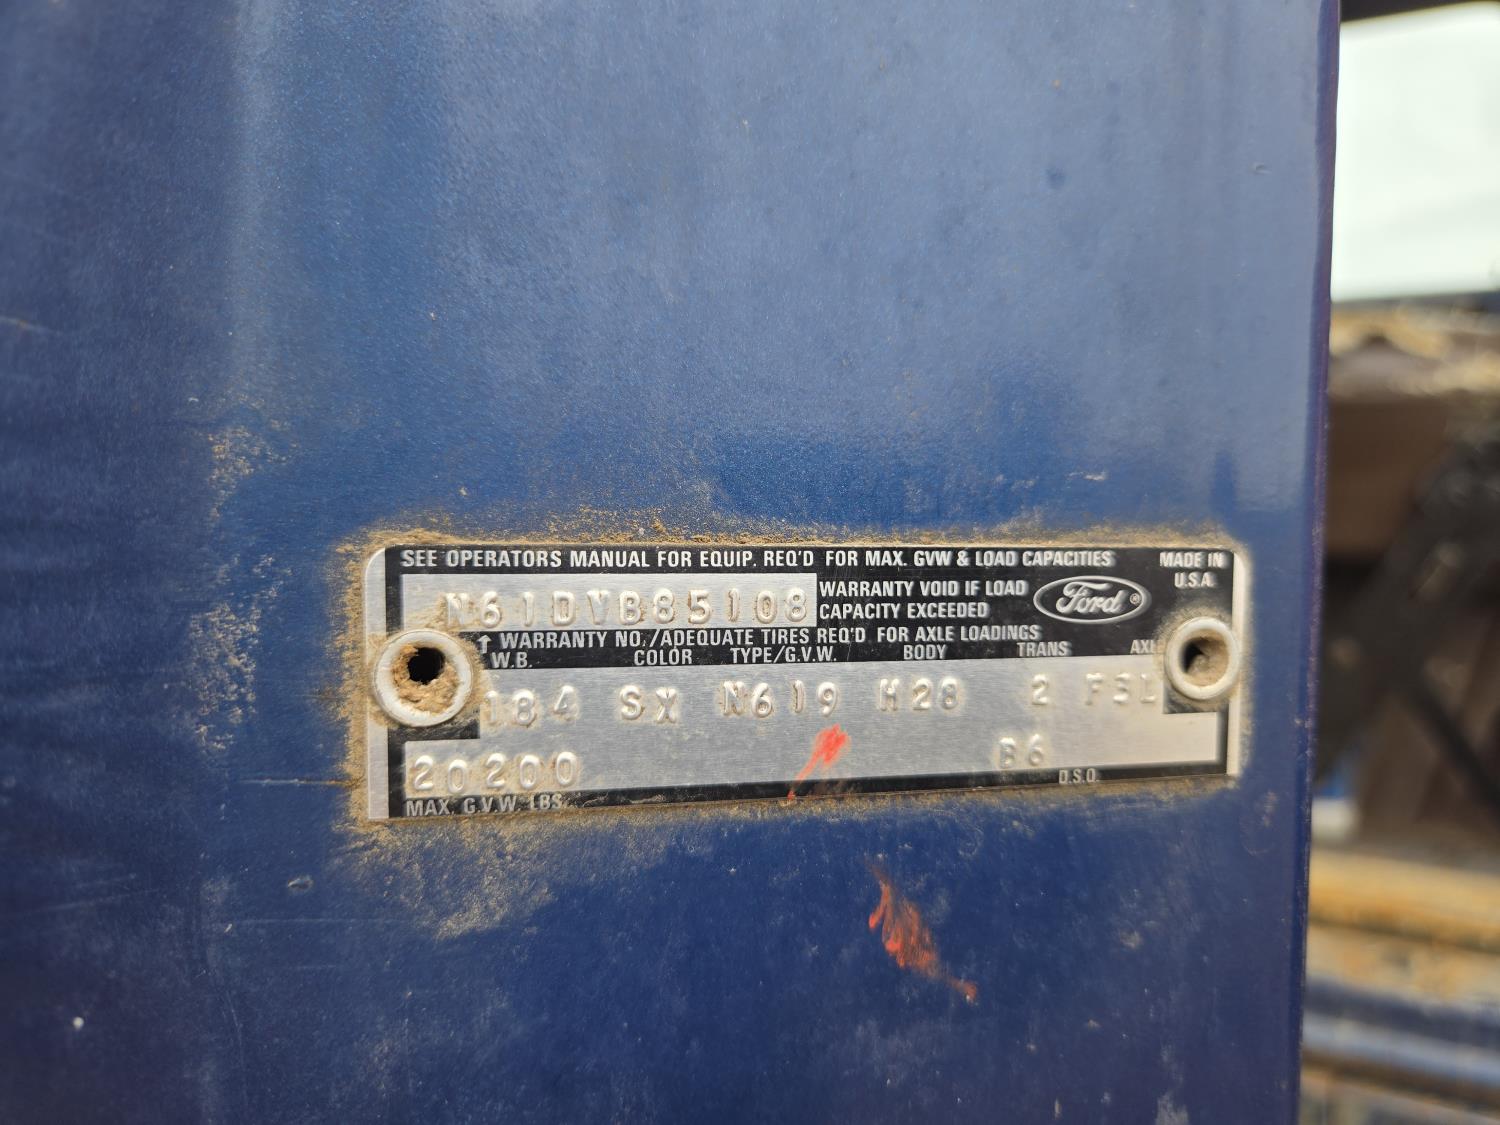 SEE OPERATORS MANUAL FOR EQUIP. REQ'D FOR MAX. GVW & LOAD CAPACITIES
MADE IN U.S.A.
N61DVB85108
WARRANTY VOID IF LOAD
CAPACITY EXCEEDED
Ford®
↑ WARRANTY NO./ADEQUATE TIRES REQ'D FOR AXLE LOADINGS
W.B. COLOR TYPE/G.V.W. BODY TRANS
184 SX N619 H28 2
20200 B6
MAX. G.V.W. LBS. D.S.O.